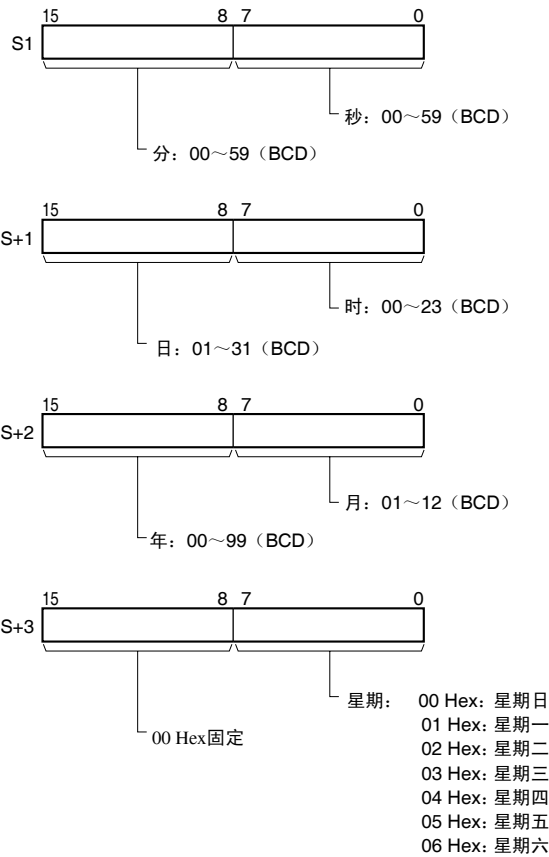 15 8 7 0
S1
秒：00～59（BCD）
分：00～59（BCD）
15 8 7 0
S+1
时：00～23（BCD）
日：01～31（BCD）
15 8 7 0
S+2
月：01～12（BCD）
年：00～99（BCD）
15 8 7 0
S+3
星期： 00 Hex：星期日
00 Hex固定
01 Hex：星期一
02 Hex：星期二
03 Hex：星期三
04 Hex：星期四
05 Hex：星期五
06 Hex：星期六